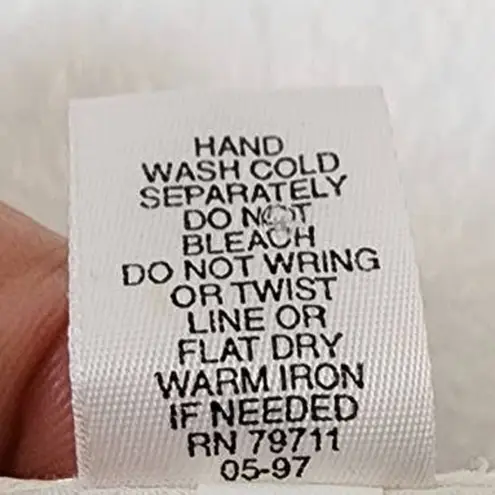 HAND
WASH COLD
SEPARATELY
DO NOT
BLEACH
DO NOT WRING
OR TWIST
LINE OR
FLAT DRY
WARM IRON
IF NEEDED
RN 79711
05-97